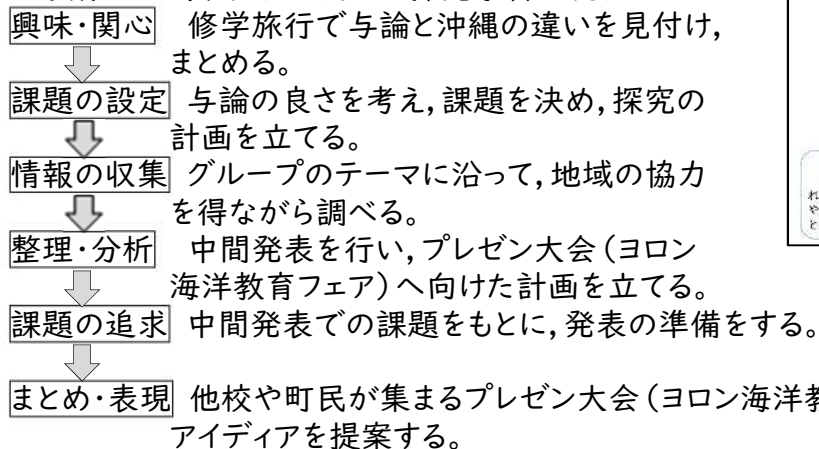 興味・関心 修学旅行で与論と沖縄の違いを見付け,
まとめる。
課題の設定 与論の良さを考え,課題を決め,探究の
計画を立てる。
情報の収集 グループのテーマに沿って,地域の協力
を得ながら調べる。
整理・分析 中間発表を行い,プレゼン大会(ヨロン
海洋教育フェア)へ向けた計画を立てる。
課題の追求 中間発表での課題をもとに,発表の準備をする。
まとめ・表現 他校や町民が集まるプレゼン大会(ヨロン海洋教
アイディアを提案する。
れ
や
と